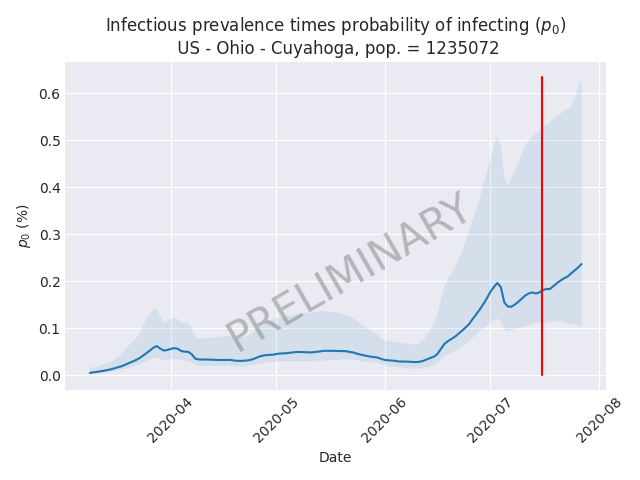 Infectious prevalence times probability of infecting (p0)
US - Ohio - Cuyahoga, pop. = 1235072
0.6
0.5
0.4
0.3
0.2
0.1
0.0
p0 (%)
PRELIMINARY
2020-04
2020-05
2020-06
2020-07
2020-08
Date